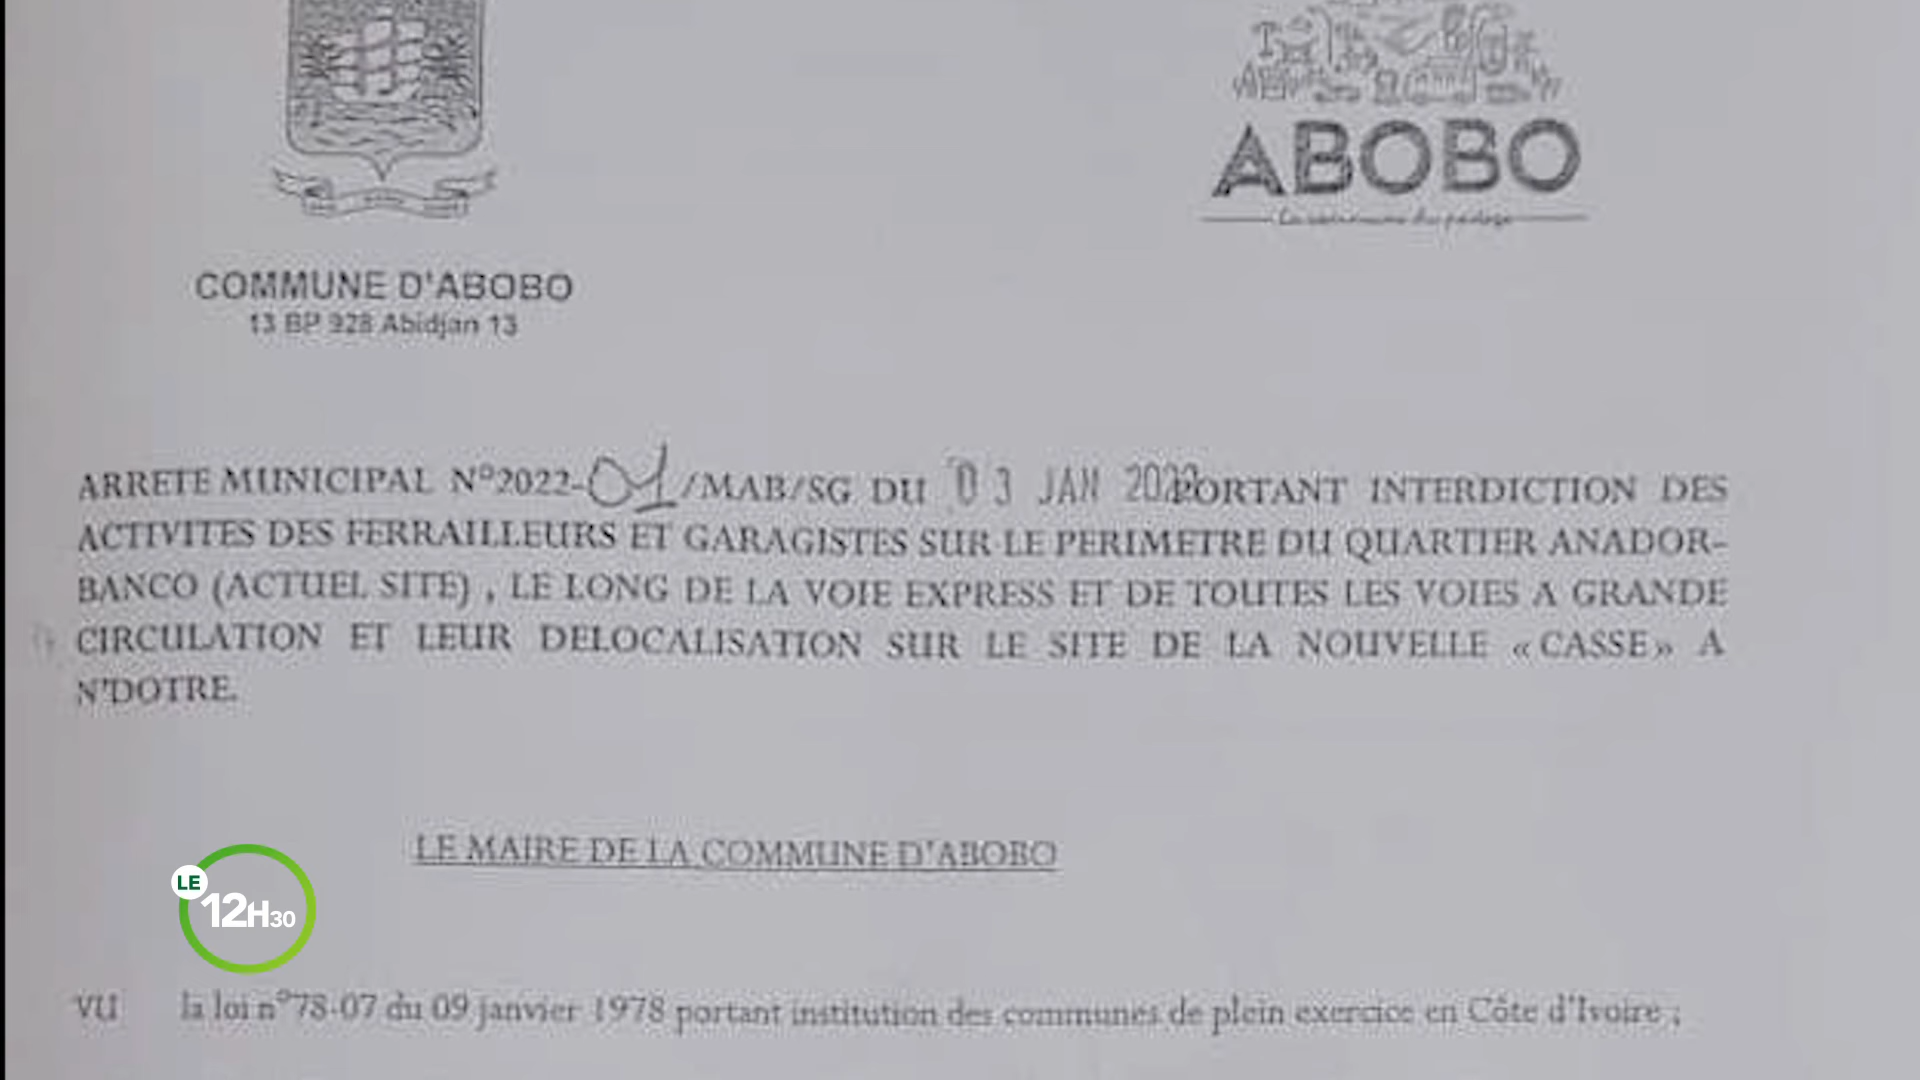 ABOBO
COMMUNE D'ABOBO
13 BP 928 Abidjan 13
ARRETE MUNICIPAL N°2022-01/MAB/SG DU 03 JAN 2022 PORTANT INTERDICTION DES
ACTIVITES DES FERRAILLEURS ET GARAGISTES SUR LE PERIMETRE DU QUARTIER ANADOR-
BANCO (ACTUEL SITE) , LE LONG DE LA VOIE EXPRESS ET DE TOUTES LES VOIES A GRANDE
CIRCULATION ET LEUR DELOCALISATION SUR LE SITE DE LA NOUVELLE « CASSE » A
N'DOTRE.
LE MAIRE DE LA COMMUNE D'ABOBO
LE
12H30
VU la loi n°78-07 du 09 janvier 1978 portant institution des communes de plein exercice en Côte d'Ivoire ;